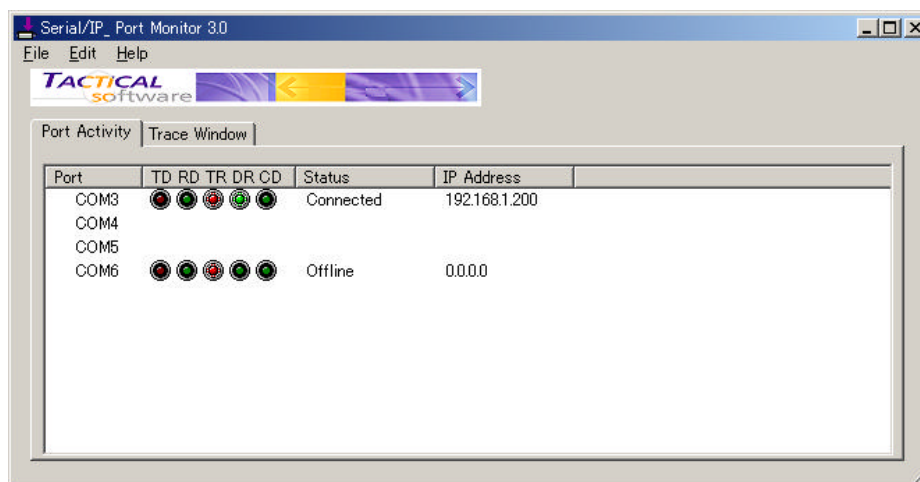 Serial/IP_ Port Monitor 3.0
File Edit Help
TACTICAL
software
Port Activity Trace Window
Port TD RD TR DR CD Status IP Address
COM3 Connected 192.168.1.200
COM4
COM5
COM6 Offline 0.0.0.0